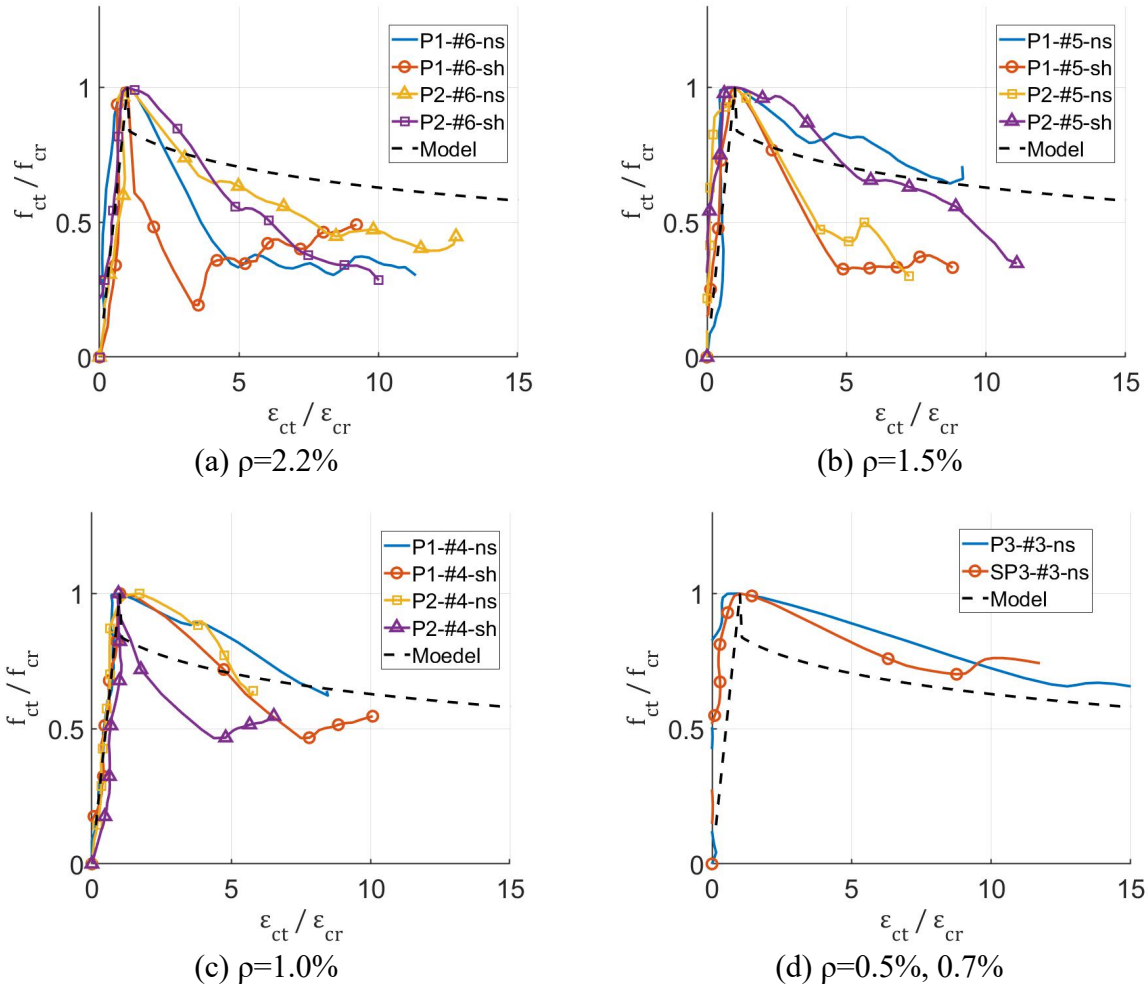 P1-#6-ns
P1-#6-sh
P2-#6-ns
P2-#6-sh
Model
1
0.5
0
f_ct / f_cr
0 5 10 15
ε_ct / ε_cr
(a) ρ=2.2%
P1-#5-ns
P1-#5-sh
P2-#5-ns
P2-#5-sh
Model
1
0.5
0
f_ct / f_cr
0 5 10 15
ε_ct / ε_cr
(b) ρ=1.5%
P1-#4-ns
P1-#4-sh
P2-#4-ns
P2-#4-sh
Moedel
1
0.5
0
f_ct / f_cr
0 5 10 15
ε_ct / ε_cr
(c) ρ=1.0%
P3-#3-ns
SP3-#3-ns
Model
1
0.5
0
f_ct / f_cr
0 5 10 15
ε_ct / ε_cr
(d) ρ=0.5%, 0.7%